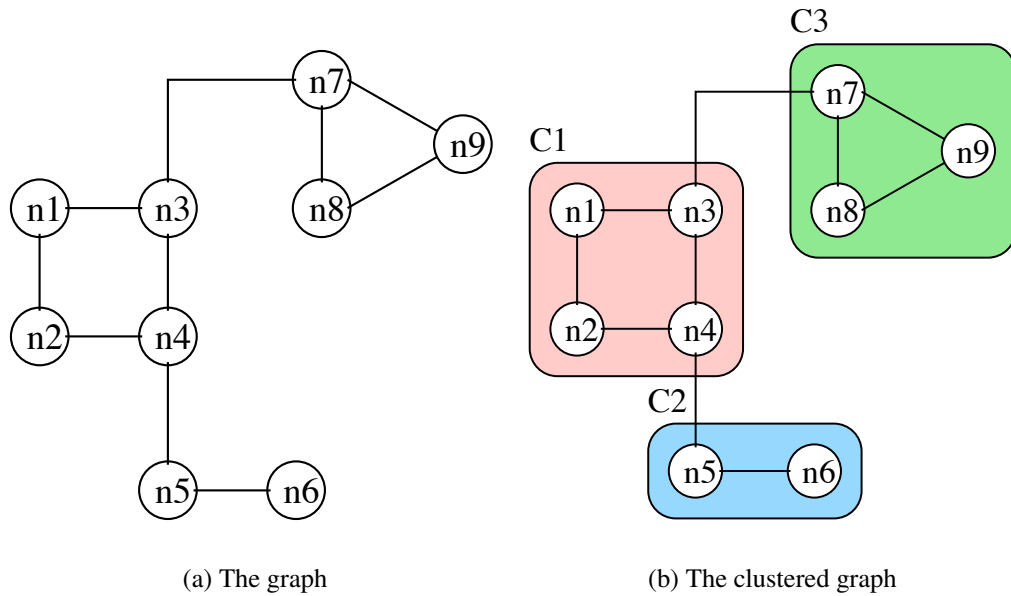 n7
n9
n1
n3
n8
n2
n4
n5
n6
(a) The graph
C3
n7
C1
n9
n1
n3
n8
n2
n4
C2
n5
n6
(b) The clustered graph